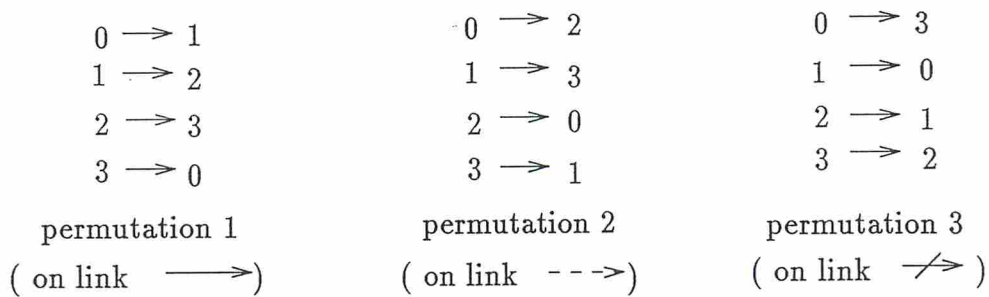 0 → 1 0 → 2 0 → 3
1 → 2 1 → 3 1 → 0
2 → 3 2 → 0 2 → 1
3 → 0 3 → 1 3 → 2
permutation 1 permutation 2 permutation 3
( on link ) ( on link ) ( on link )